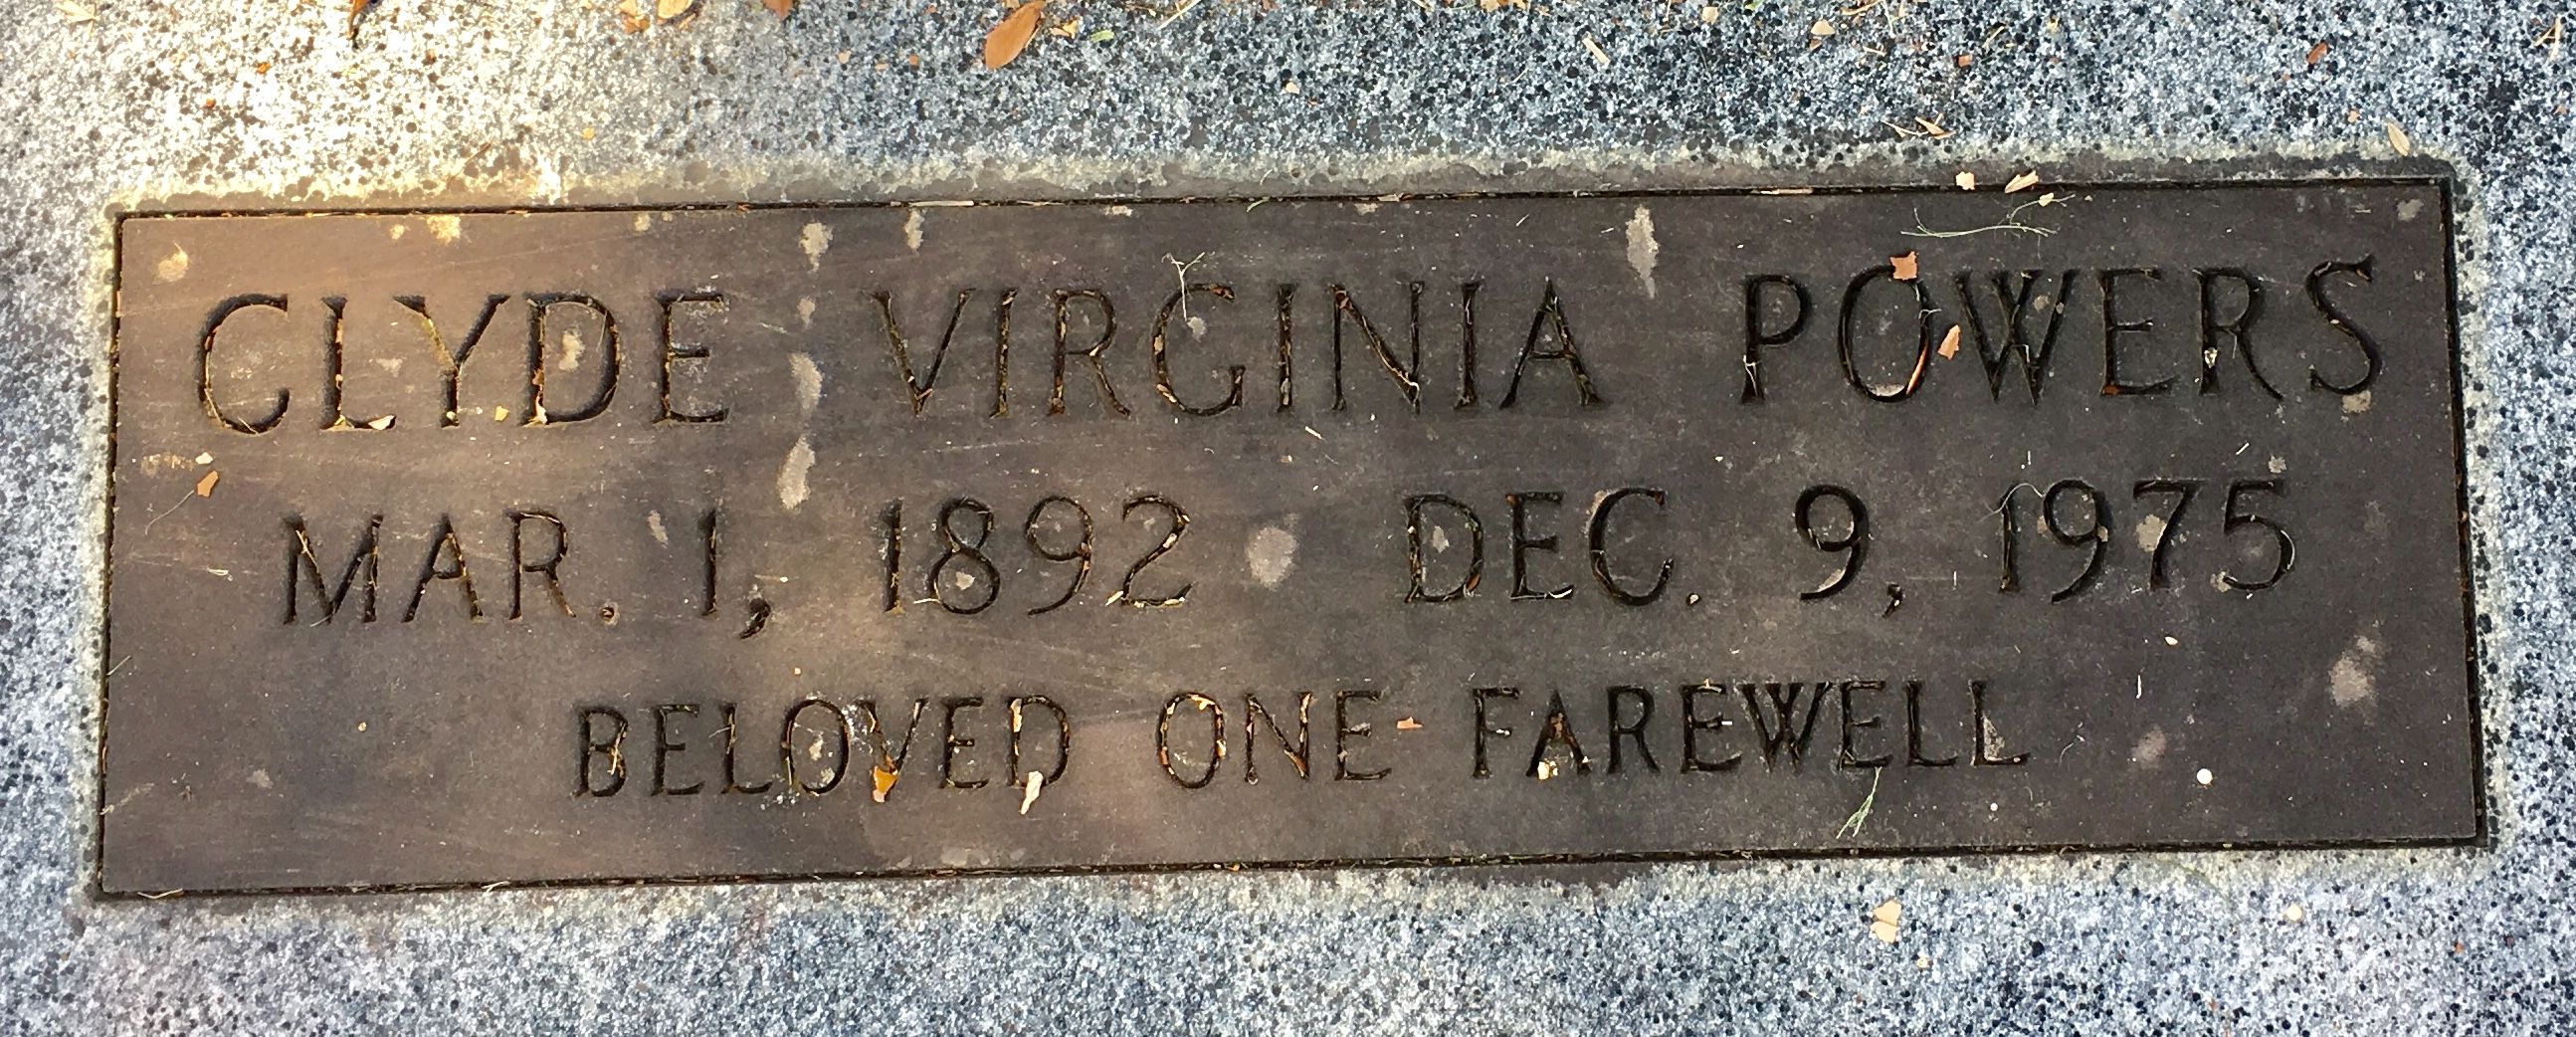 CLYDE VIRGINIA POWERS
MAR. 1, 1892 DEC. 9, 1975
BELOVED ONE FAREWELL